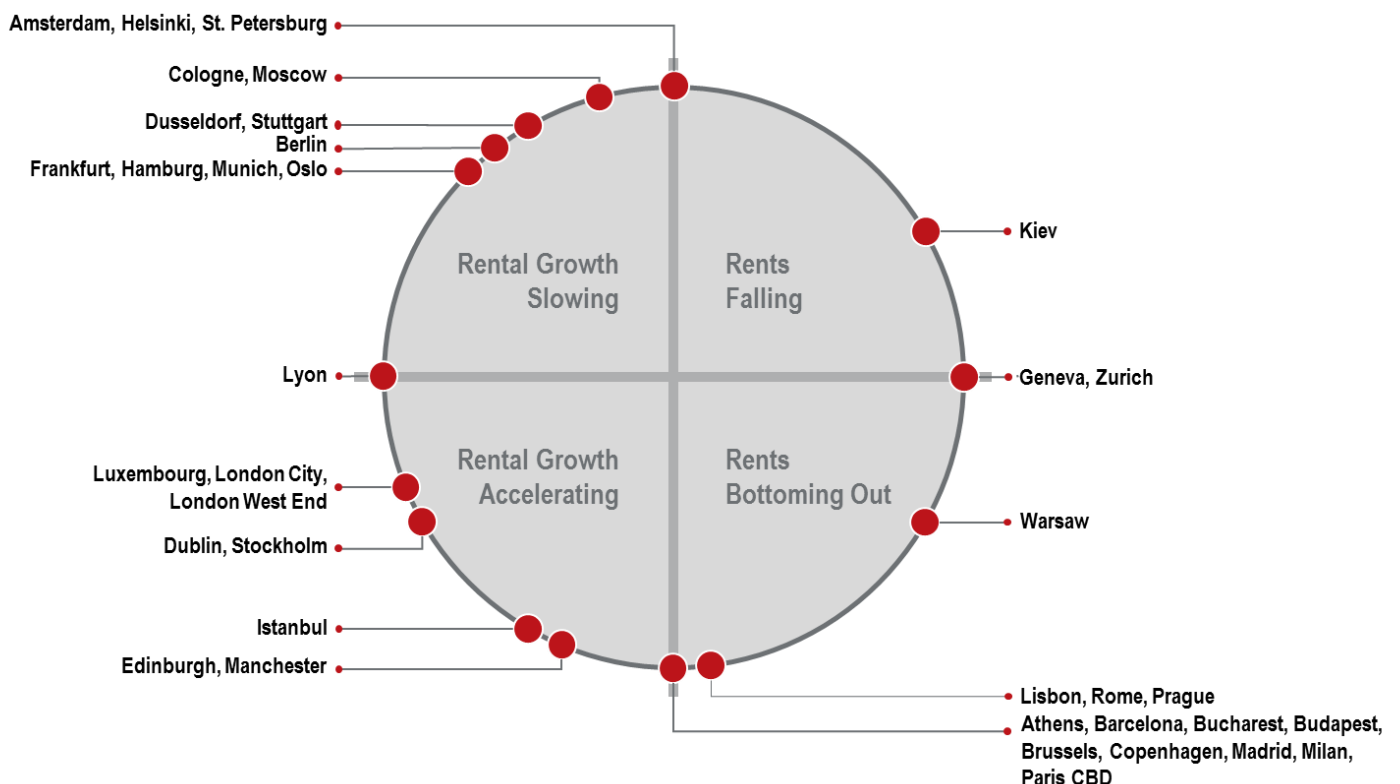 Amsterdam, Helsinki, St. Petersburg
Cologne, Moscow
Dusseldorf, Stuttgart
Berlin
Frankfurt, Hamburg, Munich, Oslo
Kiev
Rental Growth
Slowing
Rents
Falling
Lyon
Geneva, Zurich
Rental Growth
Accelerating
Rents
Bottoming Out
Luxembourg, London City,
London West End
Warsaw
Dublin, Stockholm
Istanbul
Edinburgh, Manchester
Lisbon, Rome, Prague
Athens, Barcelona, Bucharest, Budapest,
Brussels, Copenhagen, Madrid, Milan,
Paris CBD